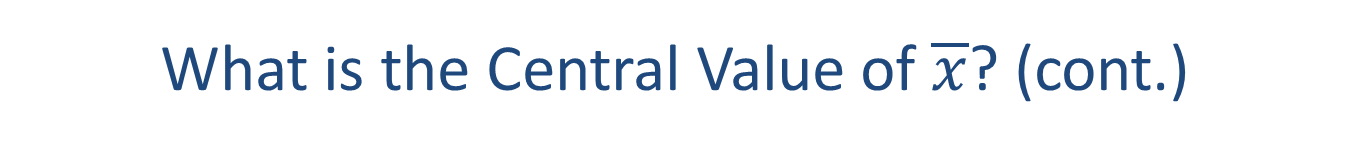 What is the Central Value of x̅? (cont.)